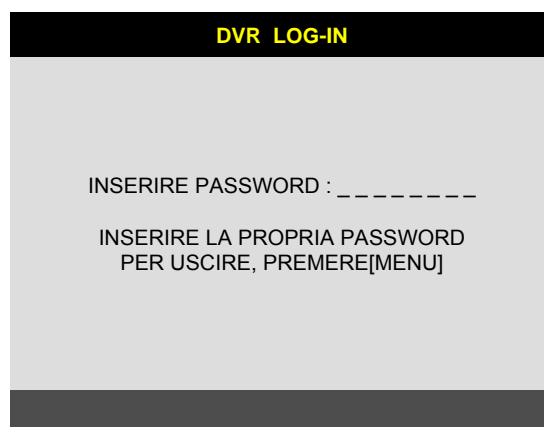 DVR LOG-IN
INSERIRE PASSWORD : _ _ _ _ _ _ _ _
INSERIRE LA PROPRIA PASSWORD
PER USCIRE, PREMERE[MENU]